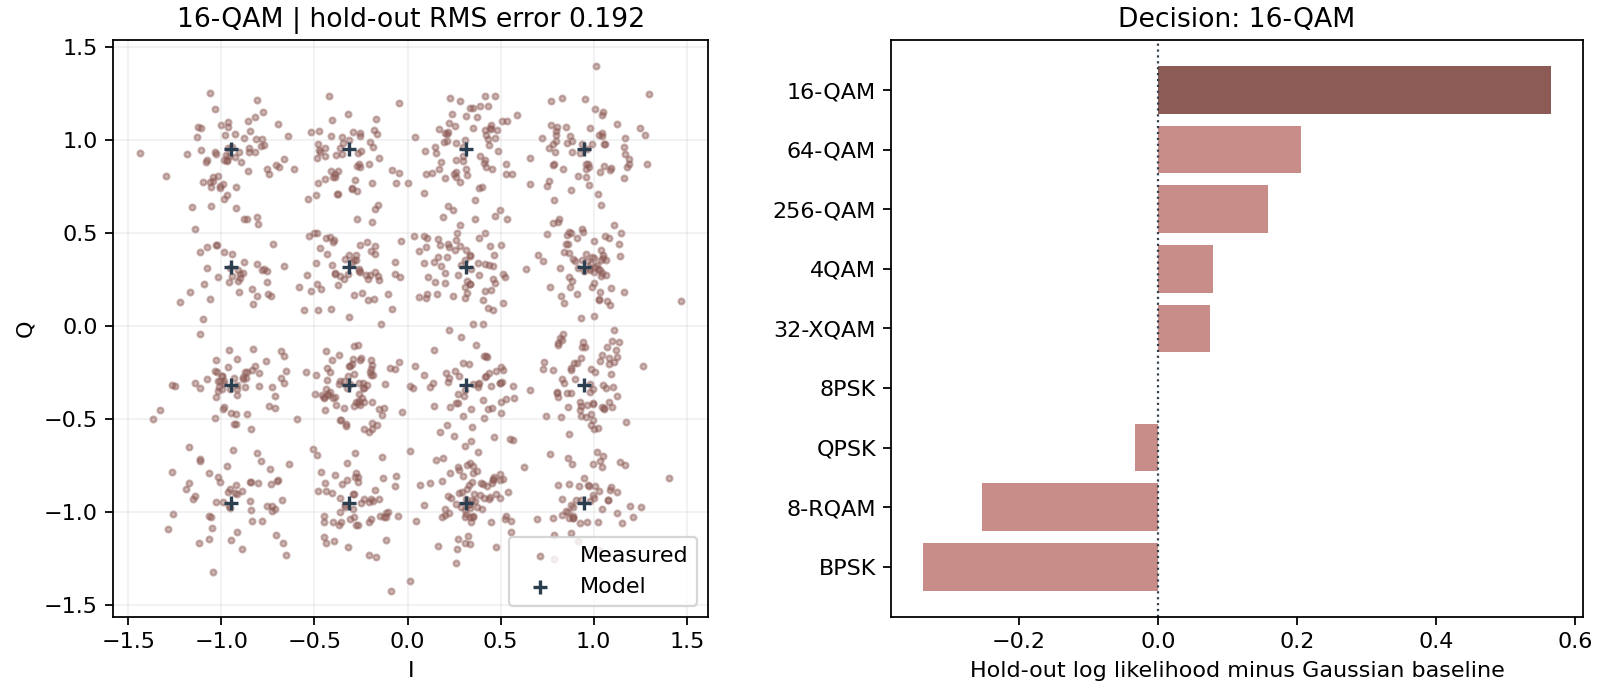 16-QAM | hold-out RMS error 0.192
1.5
1.0
0.5
0.0
−0.5
−1.0
−1.5
Q
−1.5
−1.0
−0.5
0.0
0.5
1.0
1.5
I
Measured
Model
Decision: 16-QAM
16-QAM
64-QAM
256-QAM
4QAM
32-XQAM
8PSK
QPSK
8-RQAM
BPSK
−0.2
0.0
0.2
0.4
0.6
Hold-out log likelihood minus Gaussian baseline